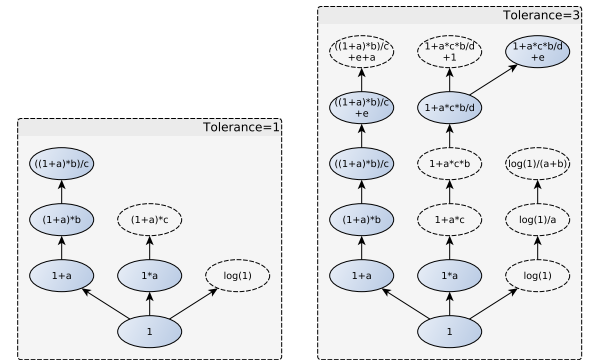 Tolerance=1
((1+a)*b)/c
(1+a)*b
(1+a)*c
1+a
1*a
log(1)
1
Tolerance=3
((1+a)*b)/c
+e+a
1+a*c*b/d
+1
1+a*c*b/d
+e
((1+a)*b)/c
+e
1+a*c*b/d
((1+a)*b)/c
1+a*c*b
log(1)/(a+b)
(1+a)*b
1+a*c
log(1)/a
1+a
1*a
log(1)
1